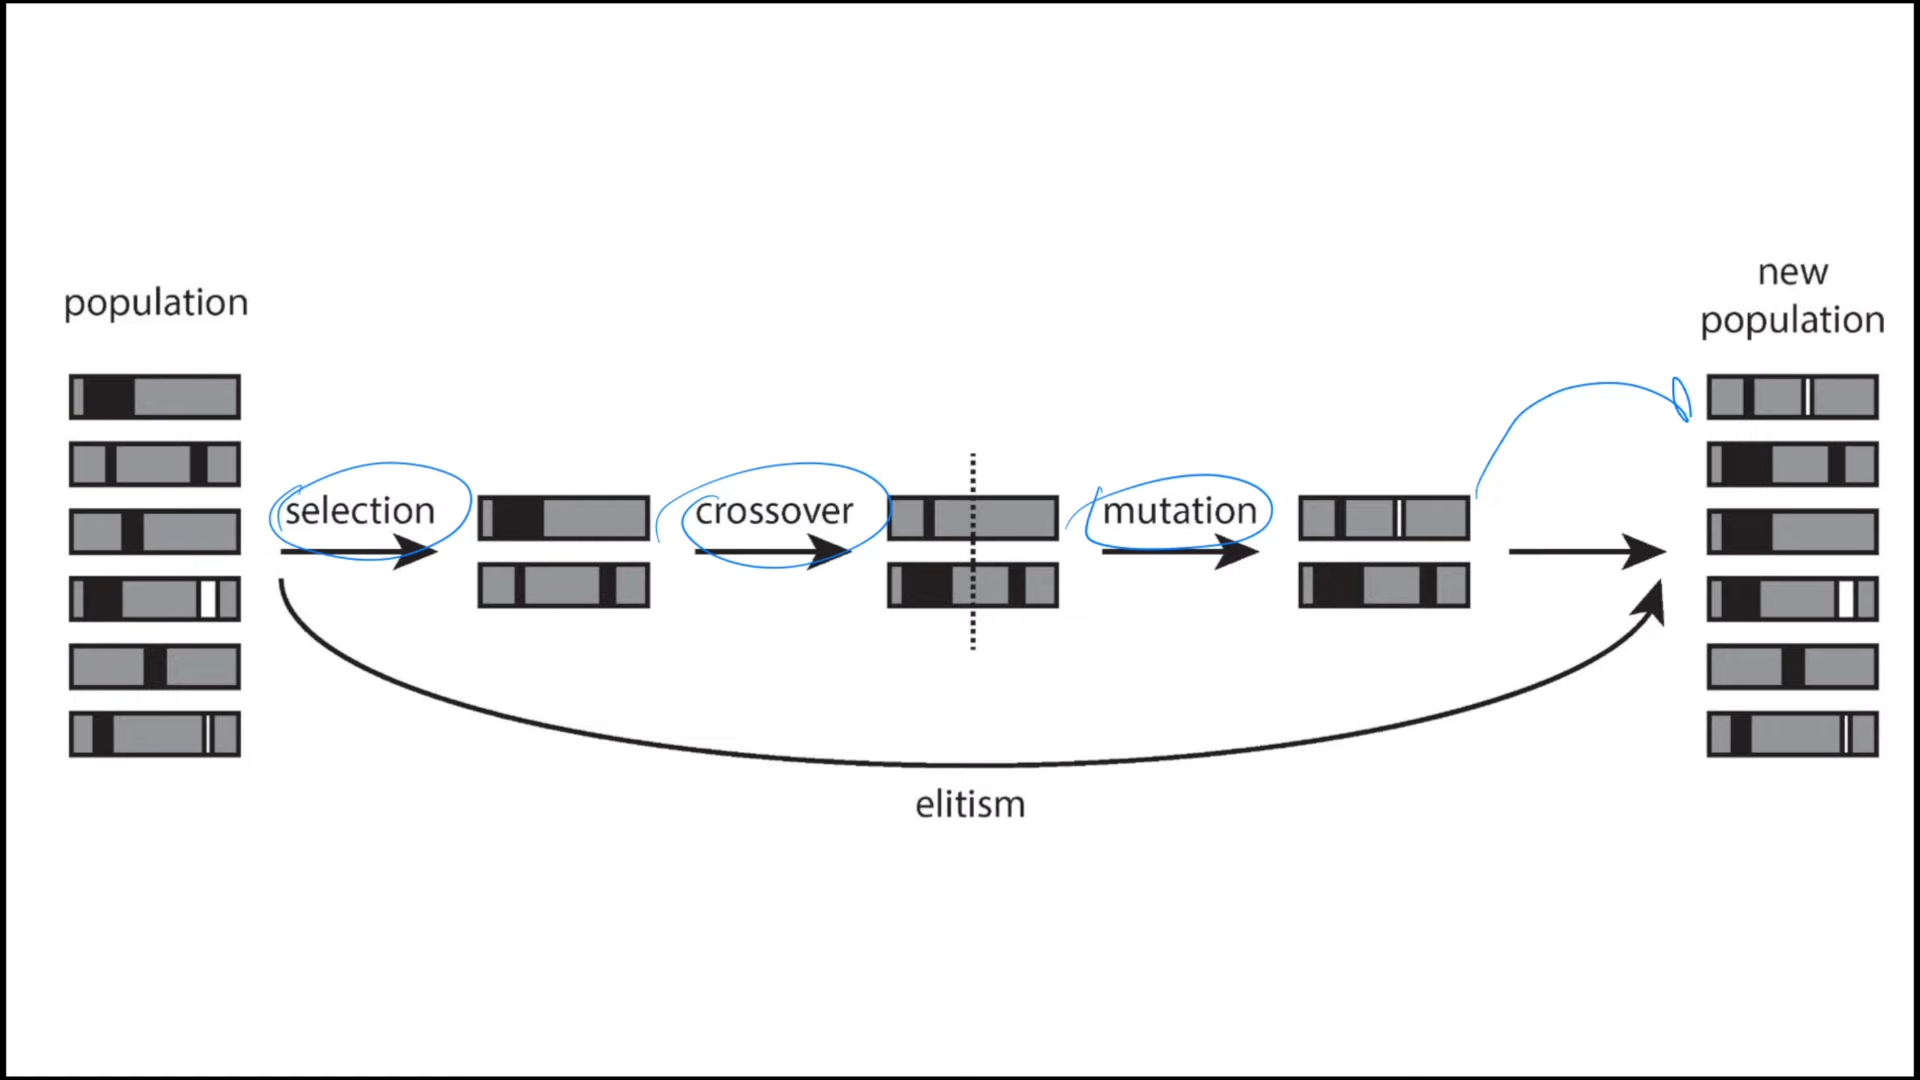 population
selection
crossover
mutation
new
population
elitism